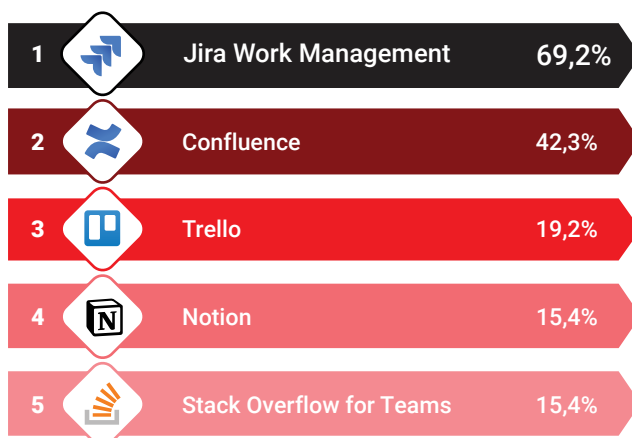 1 Jira Work Management 69,2%
2 Confluence 42,3%
3 Trello 19,2%
4 N Notion 15,4%
5 Stack Overflow for Teams 15,4%